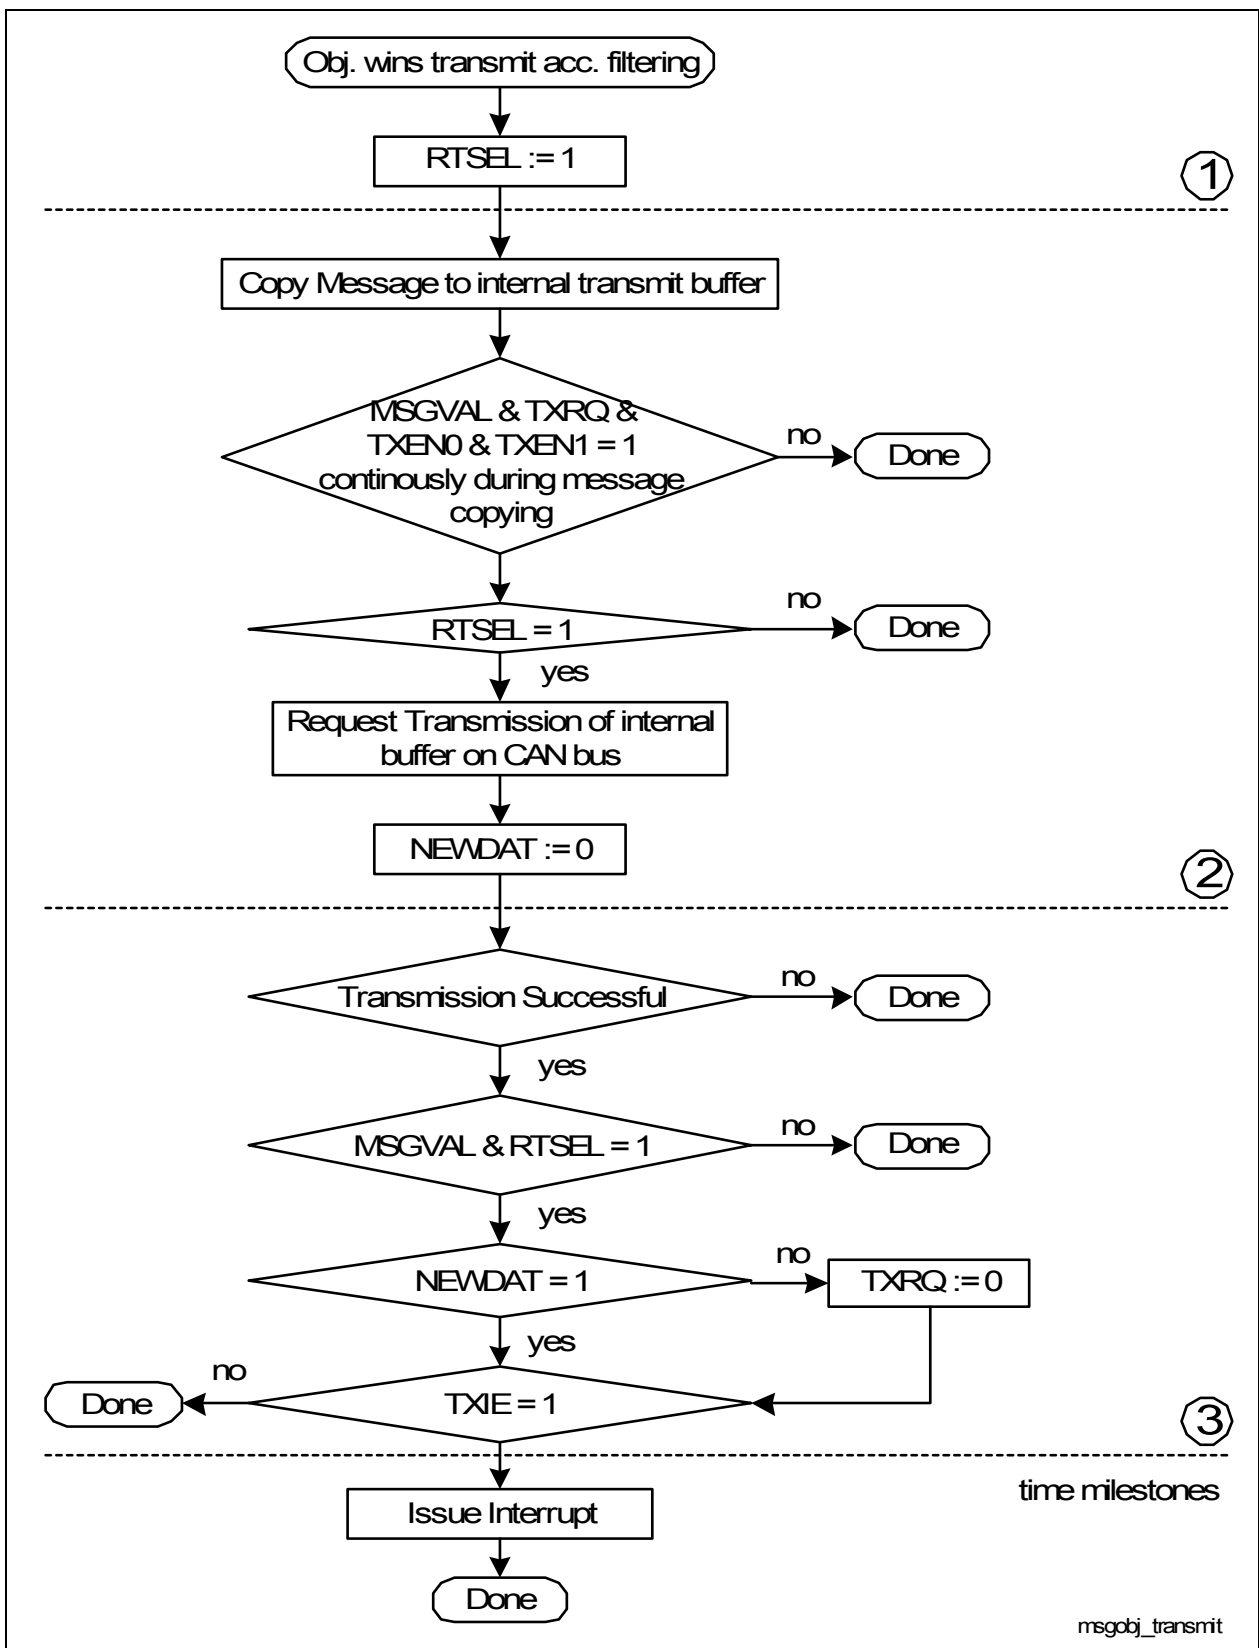 Obj. wins transmit acc. filtering
RTSEL := 1
1
Copy Message to internal transmit buffer
MSGVAL & TXRQ &
TXEN0 & TXEN1 = 1
continously during message
copying
no
Done
RTSEL = 1
no
Done
yes
Request Transmission of internal
buffer on CAN bus
NEWDAT := 0
2
Transmission Successful
no
Done
yes
MSGVAL & RTSEL = 1
no
Done
yes
NEWDAT = 1
no
TXRQ := 0
yes
no
Done
TXIE = 1
3
time milestones
Issue Interrupt
Done
msgobj_transmit